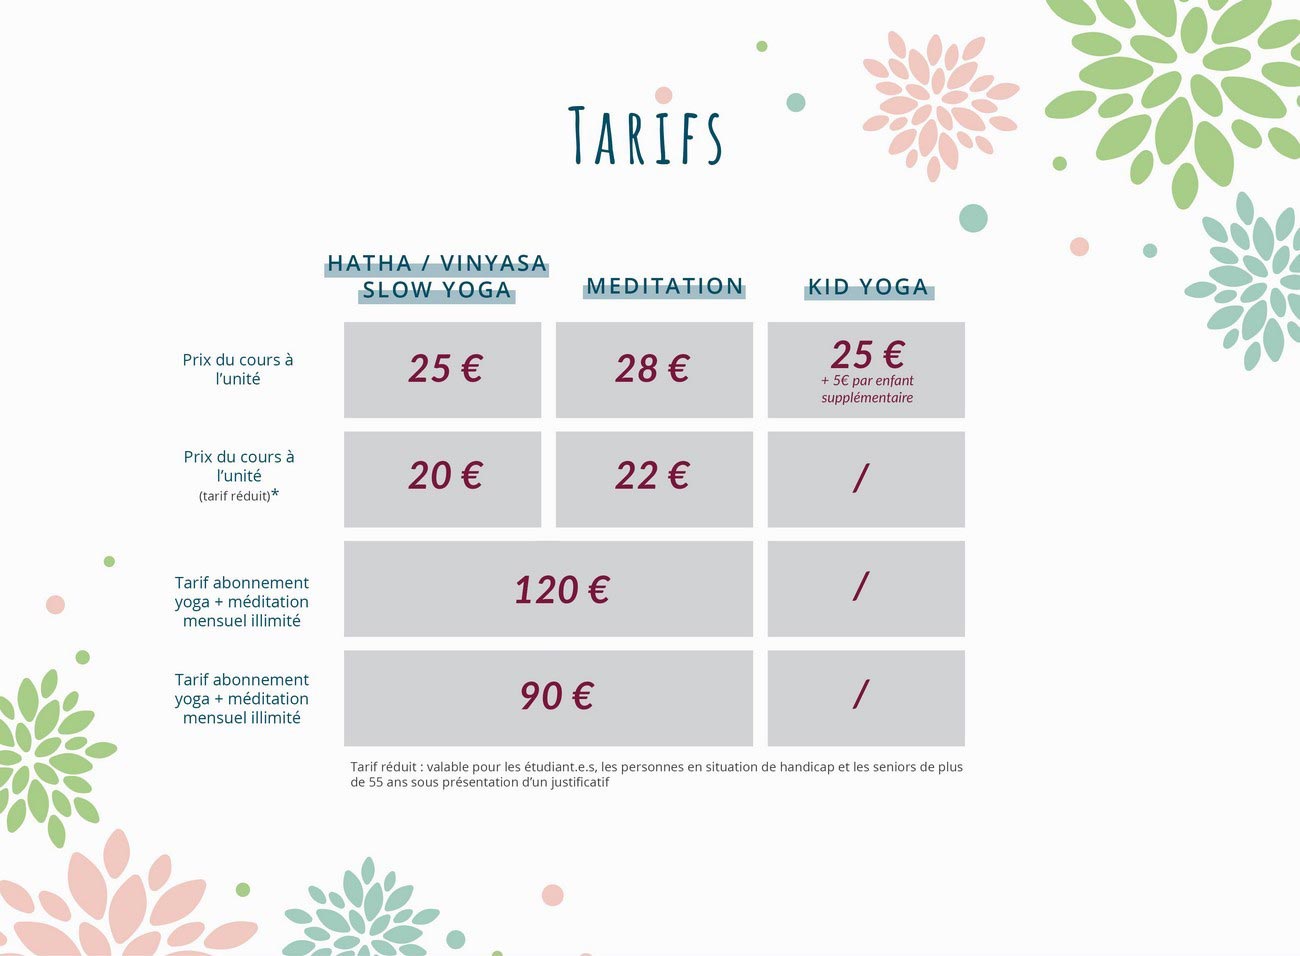 TARIFS
HATHA / VINYASA
SLOW YOGA
MEDITATION
KID YOGA
Prix du cours à
l’unité
25 €
28 €
25 €
+ 5€ par enfant
supplémentaire
Prix du cours à
l’unité
(tarif réduit)*
20 €
22 €
/
Tarif abonnement
yoga + méditation
mensuel illimité
120 €
/
Tarif abonnement
yoga + méditation
mensuel illimité
90 €
/
Tarif réduit : valable pour les étudiant.e.s, les personnes en situation de handicap et les seniors de plus
de 55 ans sous présentation d’un justificatif